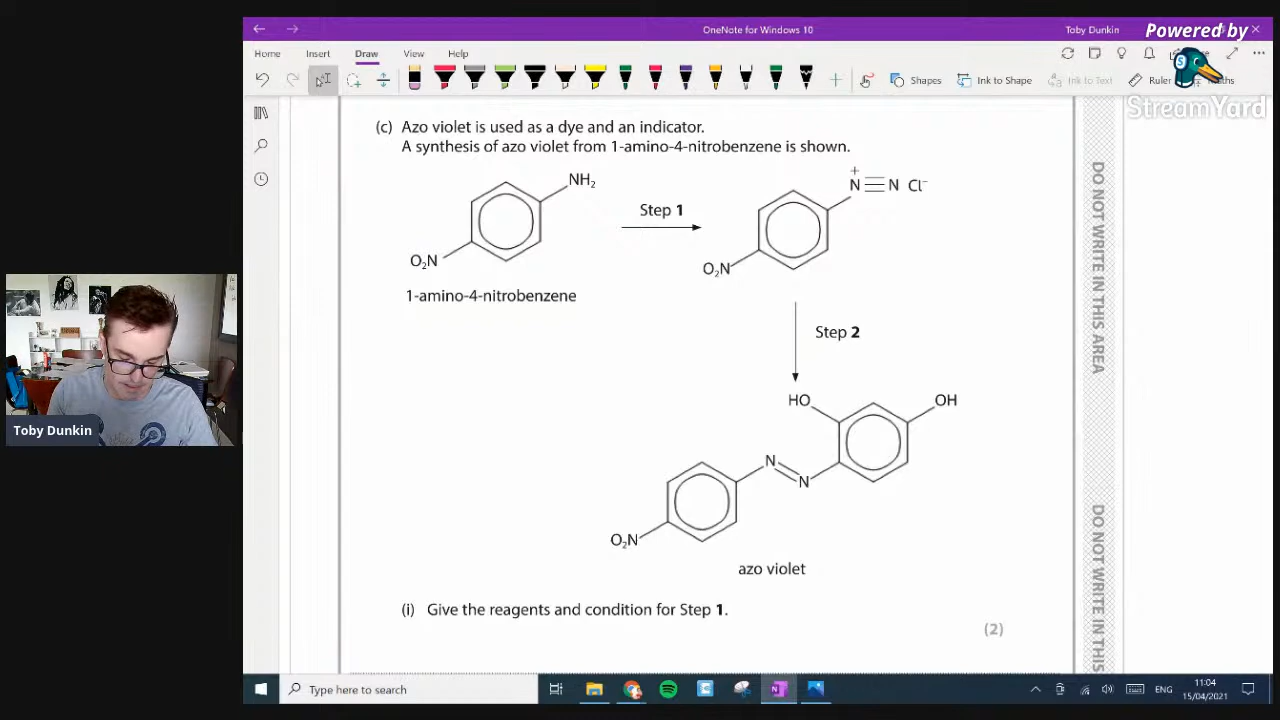 OneNote for Windows 10
Toby Dunkin
Powered by
StreamYard
Home Insert Draw View Help
Shapes Ink to Shape Ink to Text Ruler
(c) Azo violet is used as a dye and an indicator.
A synthesis of azo violet from 1-amino-4-nitrobenzene is shown.
NH₂
O₂N
1-amino-4-nitrobenzene
Step 1
+
N≡N Cl⁻
O₂N
Step 2
HO
OH
N
N
O₂N
azo violet
(i) Give the reagents and condition for Step 1.
(2)
DO NOT WRITE IN THIS AREA
DO NOT WRITE IN THIS
Toby Dunkin
Type here to search
ENG
11:04
15/04/2021